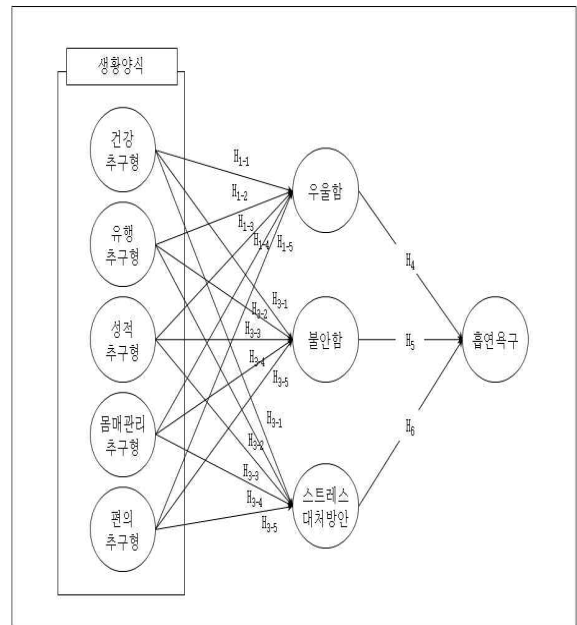 생황양식
건강
추구형
유행
추구형
성적
추구형
몸매관리
추구형
편의
추구형
H1-1
H1-2
H1-3
H1-4
H1-5
H3-1
H3-2
H3-3
H3-4
H3-5
H3-1
H3-2
H3-3
H3-4
H3-5
우울함
불안함
스트레스
대처방안
H4
H5
H6
흡연욕구